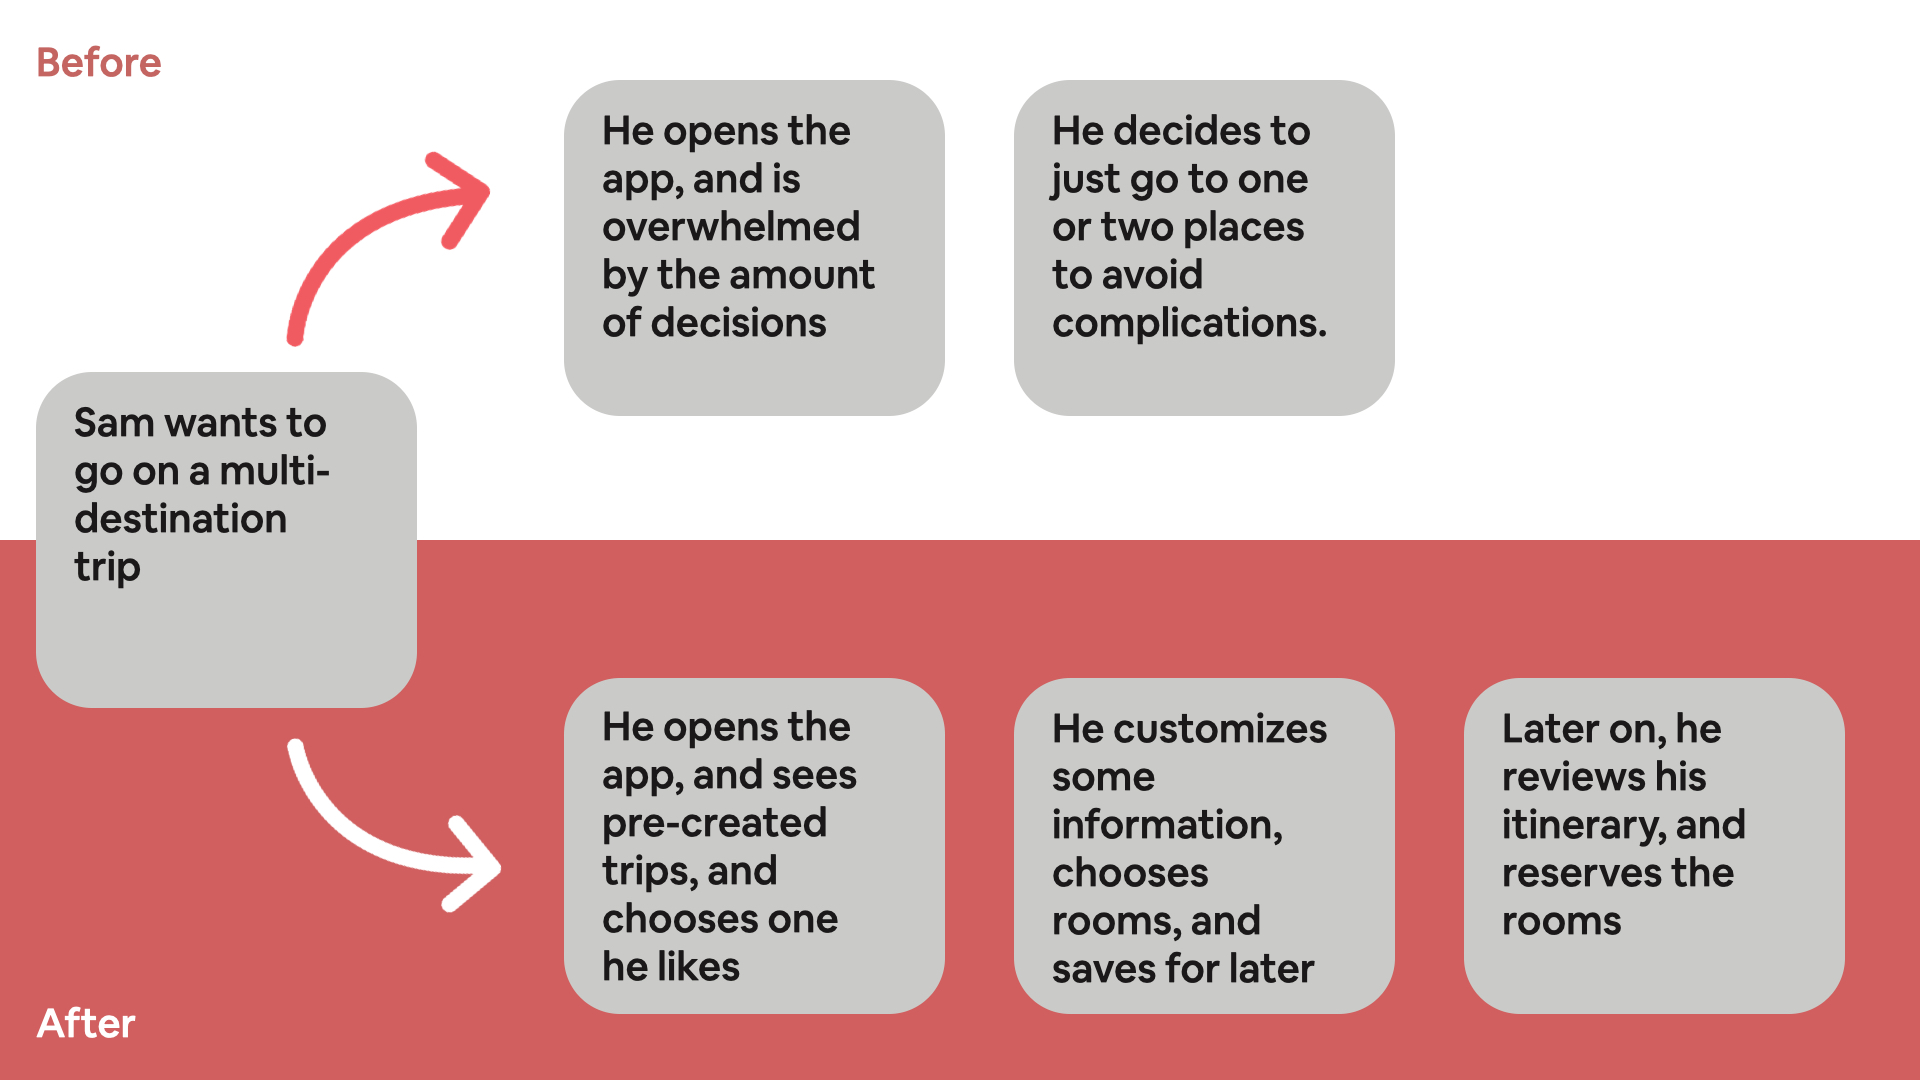 Before
He opens the
app, and is
overwhelmed
by the amount
of decisions
He decides to
just go to one
or two places
to avoid
complications.
Sam wants to
go on a multi-
destination
trip
He opens the
app, and sees
pre-created
trips, and
chooses one
he likes
He customizes
some
information,
chooses
rooms, and
saves for later
Later on, he
reviews his
itinerary, and
reserves the
rooms
After